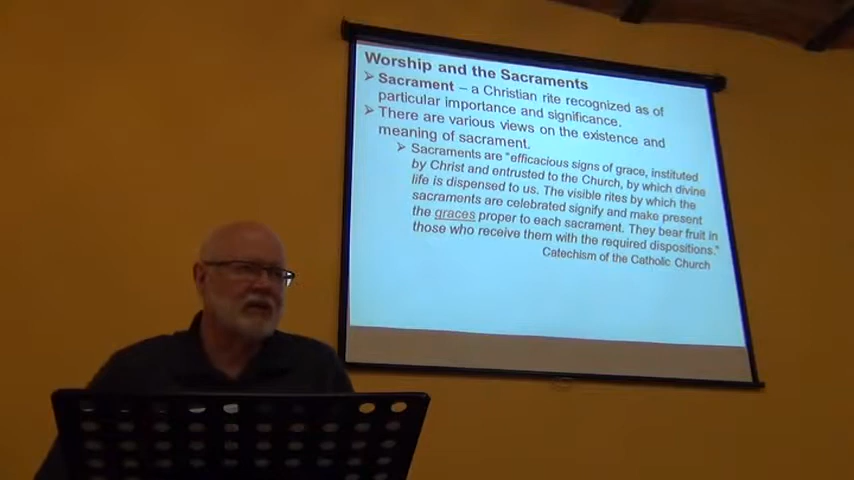 Worship and the Sacraments
➢ Sacrament – a Christian rite recognized as of
particular importance and significance.
➢ There are various views on the existence and
meaning of sacrament.
➢ Sacraments are "efficacious signs of grace, instituted
by Christ and entrusted to the Church, by which divine
life is dispensed to us. The visible rites by which the
sacraments are celebrated signify and make present
the graces proper to each sacrament. They bear fruit in
those who receive them with the required dispositions."
Catechism of the Catholic Church